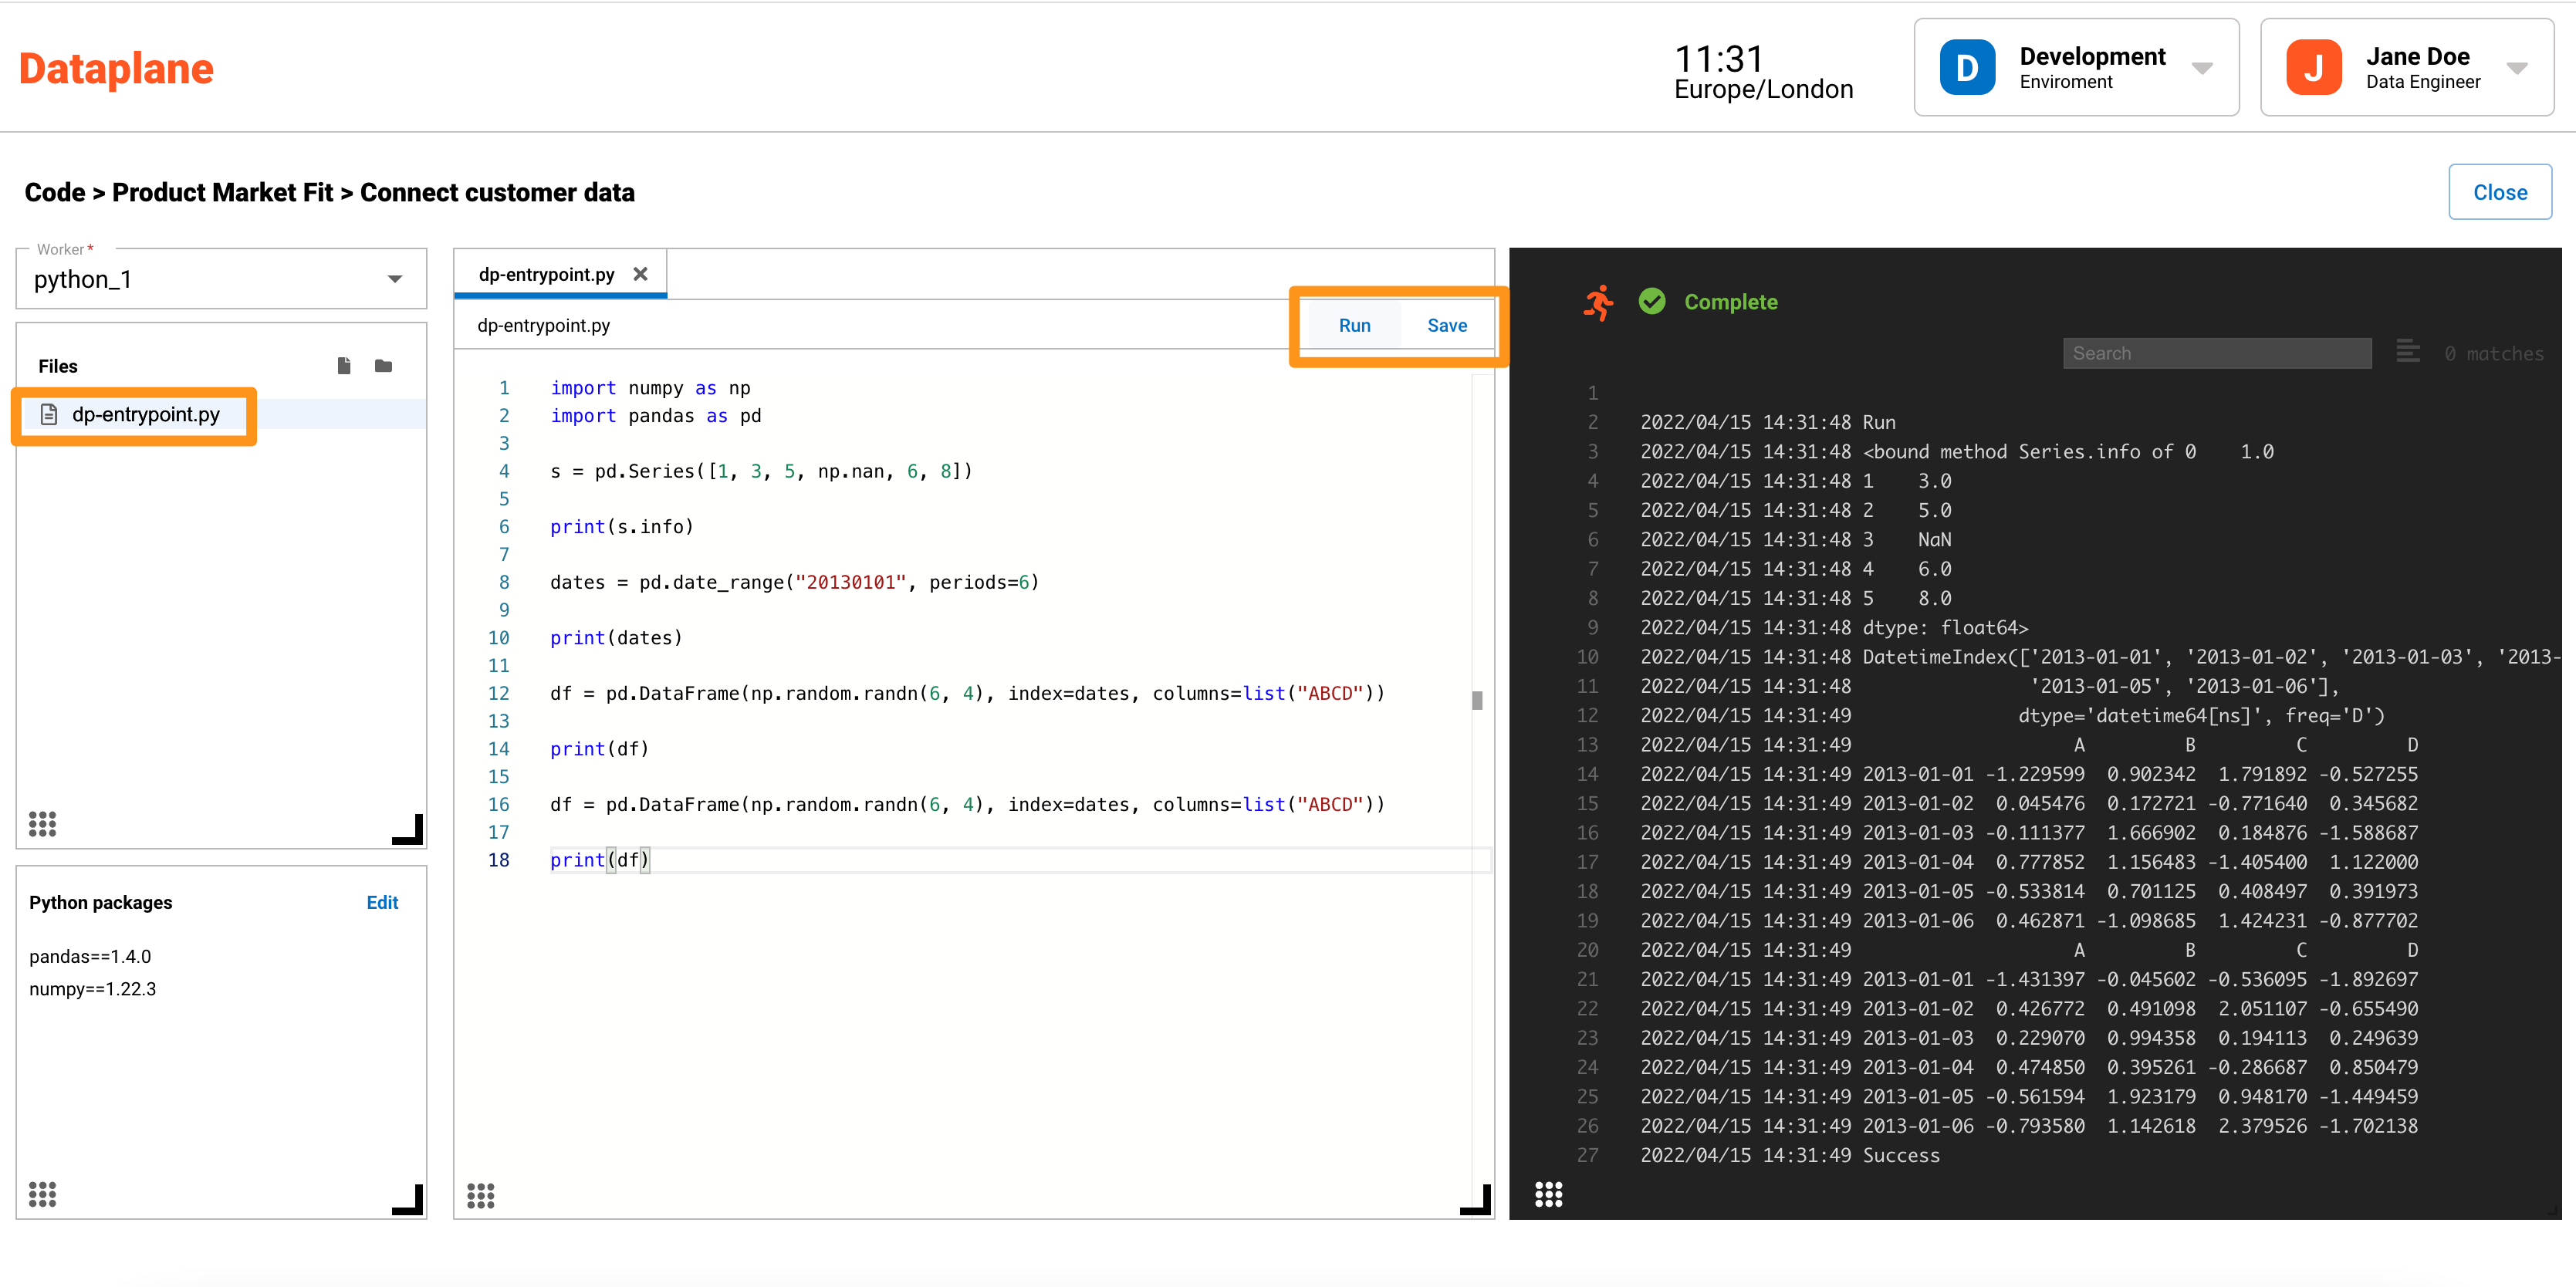 Dataplane
11:31
Europe/London
D
Development
Enviroment
J
Jane Doe
Data Engineer
Code > Product Market Fit > Connect customer data
Close
Worker *
python_1
Files
dp-entrypoint.py
Python packages
Edit
pandas==1.4.0
numpy==1.22.3
dp-entrypoint.py
dp-entrypoint.py
Run
Save
1 import numpy as np
2 import pandas as pd
3
4 s = pd.Series([1, 3, 5, np.nan, 6, 8])
5
6 print(s.info)
7
8 dates = pd.date_range("20130101", periods=6)
9
10 print(dates)
11
12 df = pd.DataFrame(np.random.randn(6, 4), index=dates, columns=list("ABCD"))
13
14 print(df)
15
16 df = pd.DataFrame(np.random.randn(6, 4), index=dates, columns=list("ABCD"))
17
18 print(df)
Complete
Search
0 matches
1
2 2022/04/15 14:31:48 Run
3 2022/04/15 14:31:48 <bound method Series.info of 0 1.0
4 2022/04/15 14:31:48 1 3.0
5 2022/04/15 14:31:48 2 5.0
6 2022/04/15 14:31:48 3 NaN
7 2022/04/15 14:31:48 4 6.0
8 2022/04/15 14:31:48 5 8.0
9 2022/04/15 14:31:48 dtype: float64>
10 2022/04/15 14:31:48 DatetimeIndex(['2013-01-01', '2013-01-02', '2013-01-03', '2013-
11 2022/04/15 14:31:48 '2013-01-05', '2013-01-06'],
12 2022/04/15 14:31:49 dtype='datetime64[ns]', freq='D')
13 2022/04/15 14:31:49 A B C D
14 2022/04/15 14:31:49 2013-01-01 -1.229599 0.902342 1.791892 -0.527255
15 2022/04/15 14:31:49 2013-01-02 0.045476 0.172721 -0.771640 0.345682
16 2022/04/15 14:31:49 2013-01-03 -0.111377 1.666902 0.184876 -1.588687
17 2022/04/15 14:31:49 2013-01-04 0.777852 1.156483 -1.405400 1.122000
18 2022/04/15 14:31:49 2013-01-05 -0.533814 0.701125 0.408497 0.391973
19 2022/04/15 14:31:49 2013-01-06 0.462871 -1.098685 1.424231 -0.877702
20 2022/04/15 14:31:49 A B C D
21 2022/04/15 14:31:49 2013-01-01 -1.431397 -0.045602 -0.536095 -1.892697
22 2022/04/15 14:31:49 2013-01-02 0.426772 0.491098 2.051107 -0.655490
23 2022/04/15 14:31:49 2013-01-03 0.229070 0.994358 0.194113 0.249639
24 2022/04/15 14:31:49 2013-01-04 0.474850 0.395261 -0.286687 0.850479
25 2022/04/15 14:31:49 2013-01-05 -0.561594 1.923179 0.948170 -1.449459
26 2022/04/15 14:31:49 2013-01-06 -0.793580 1.142618 2.379526 -1.702138
27 2022/04/15 14:31:49 Success